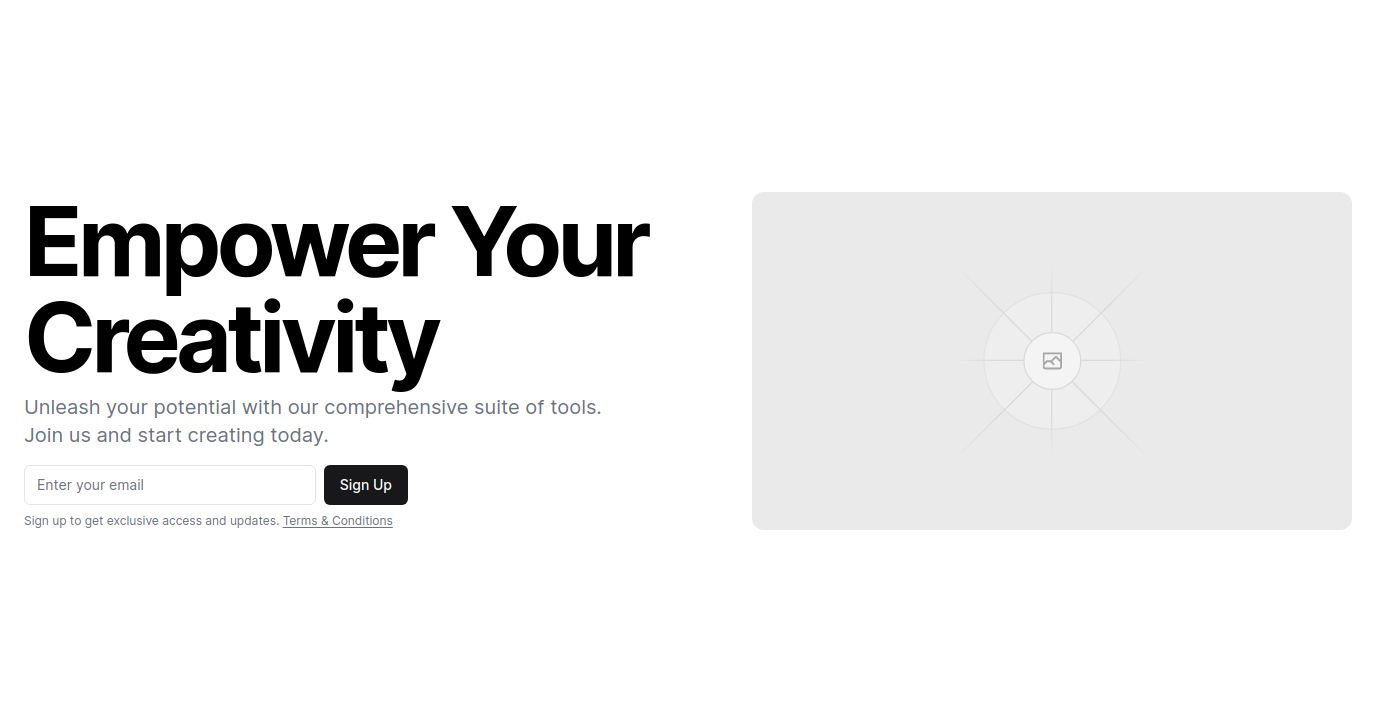 Empower Your
Creativity
Unleash your potential with our comprehensive suite of tools.
Join us and start creating today.
Enter your email
Sign Up
Sign up to get exclusive access and updates. Terms & Conditions